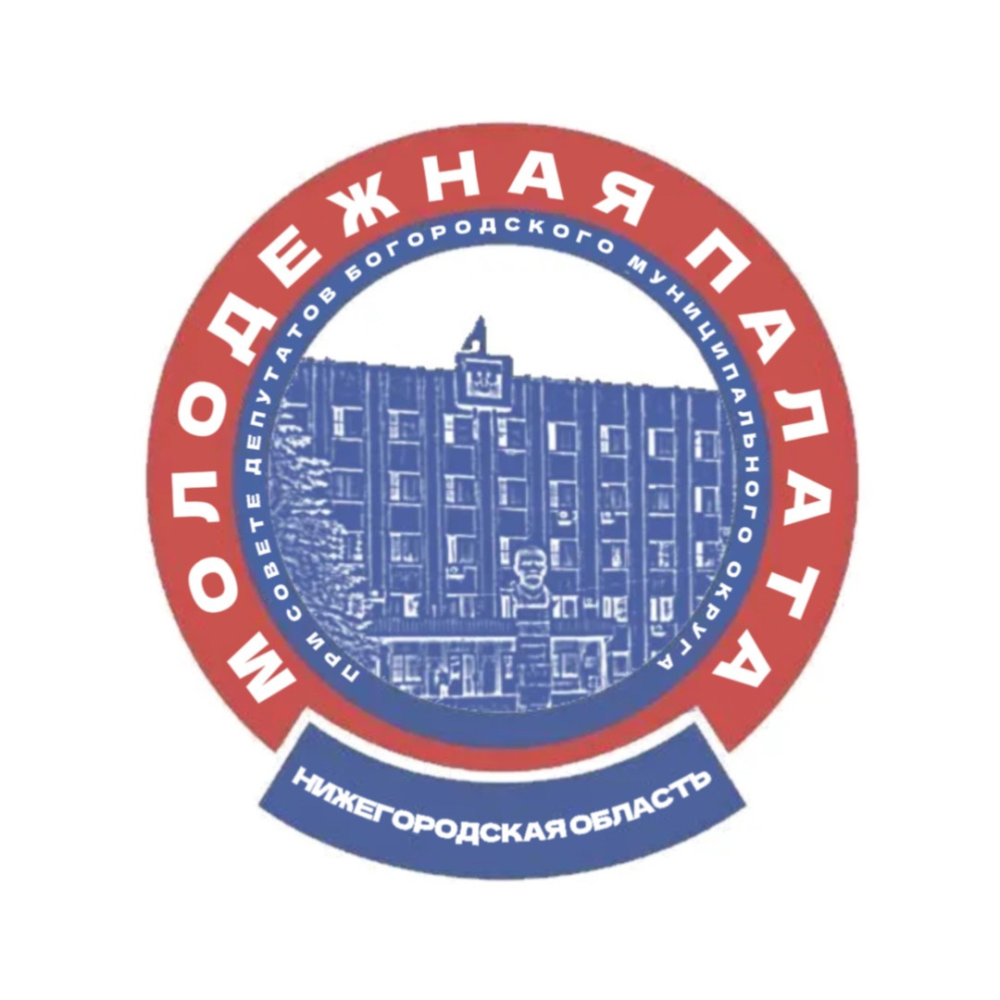 МОЛОДЕЖНАЯ ПАЛАТА
ПРИ СОВЕТЕ ДЕПУТАТОВ БОГОРОДСКОГО МУНИЦИПАЛЬНОГО ОКРУГА
НИЖЕГОРОДСКАЯ ОБЛАСТЬ